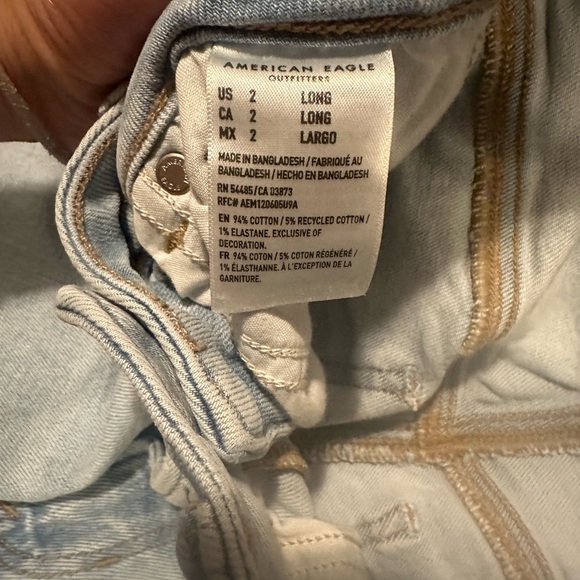 AMERICAN EAGLE
OUTFITTERS
US 2 LONG
CA 2 LONG
MX 2 LARGO
MADE IN BANGLADESH / FABRIQUÉ AU
BANGLADESH / HECHO EN BANGLADESH
RN 54485/CA 03873
RFC# AEM120605U9A
EN 94% COTTON / 5% RECYCLED COTTON /
1% ELASTANE. EXCLUSIVE OF
DECORATION.
FR 94% COTON / 5% COTON RÉGÉNÉRÉ /
1% ÉLASTHANNE. À L'EXCEPTION DE LA
GARNITURE.